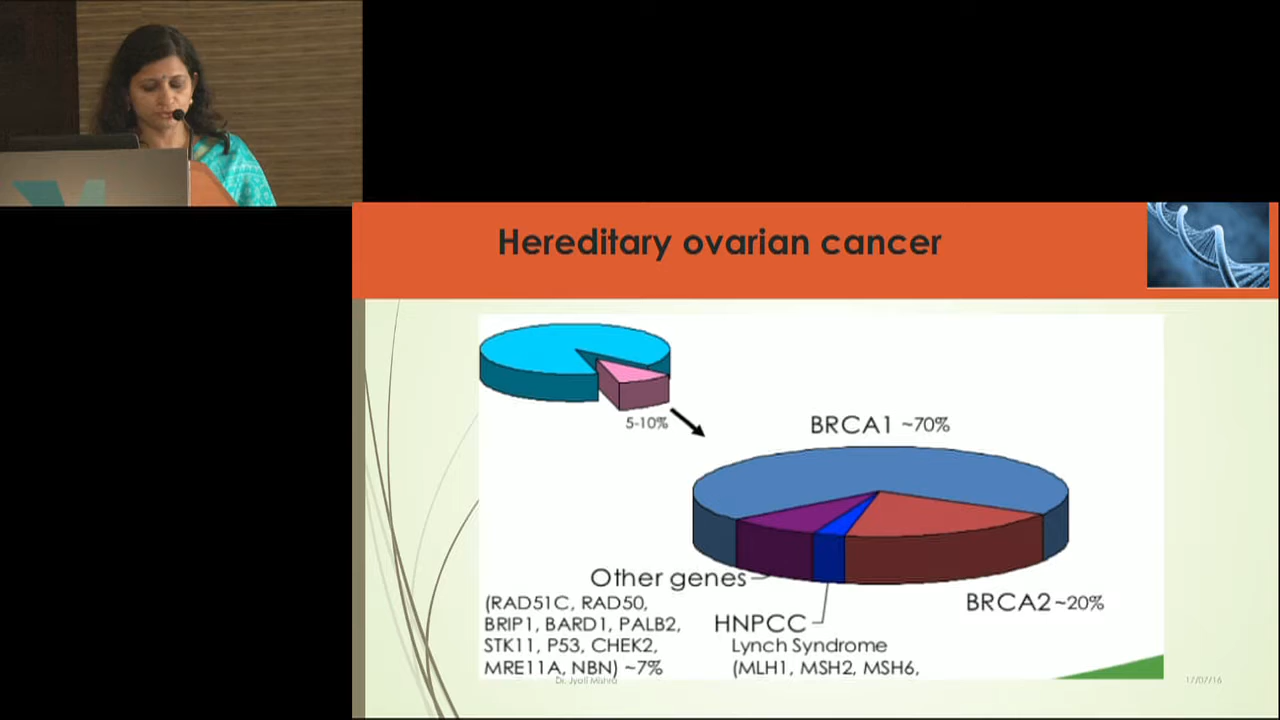 Hereditary ovarian cancer
5-10%
BRCA1 ~70%
Other genes
(RAD51C, RAD50,
BRIP1, BARD1, PALB2,
STK11, P53, CHEK2,
MRE11A, NBN) ~7%
HNPCC
Lynch Syndrome
(MLH1, MSH2, MSH6,
BRCA2 ~20%
Dr. Jyoti Mishra
17/07/16